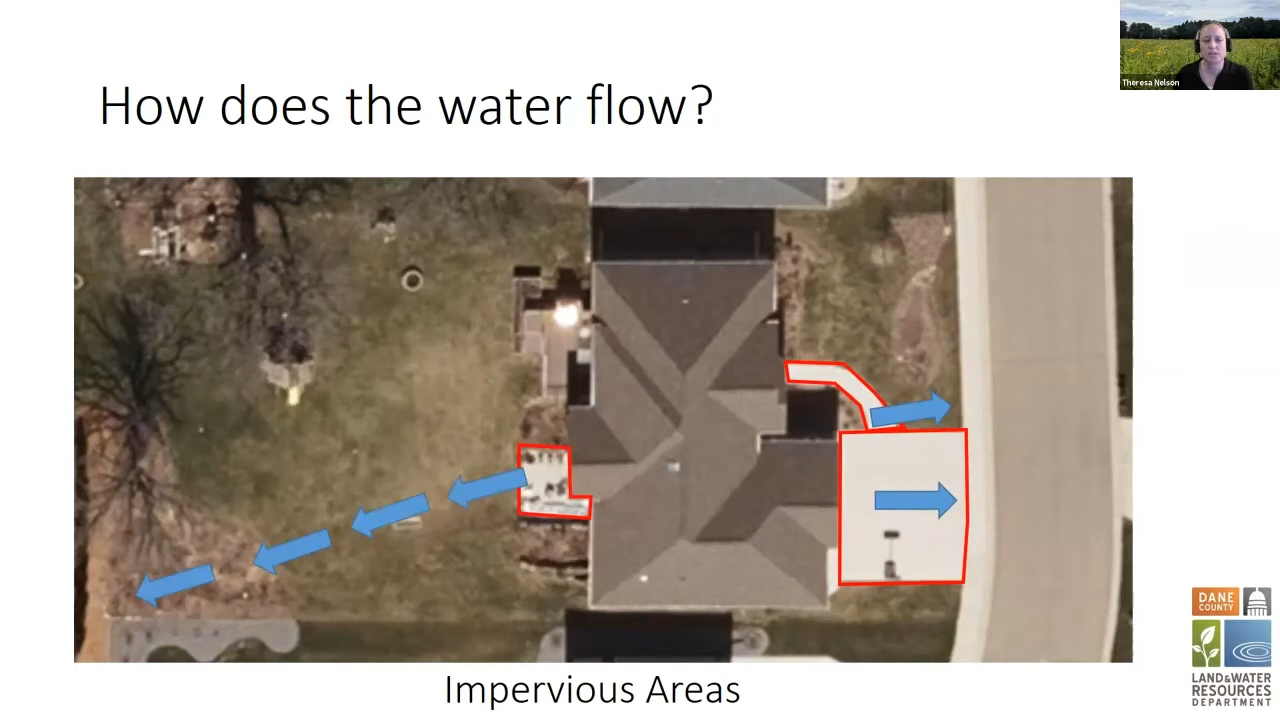 Theresa Nelson
How does the water flow?
Impervious Areas
DANE
COUNTY
LAND&WATER
RESOURCES
DEPARTMENT